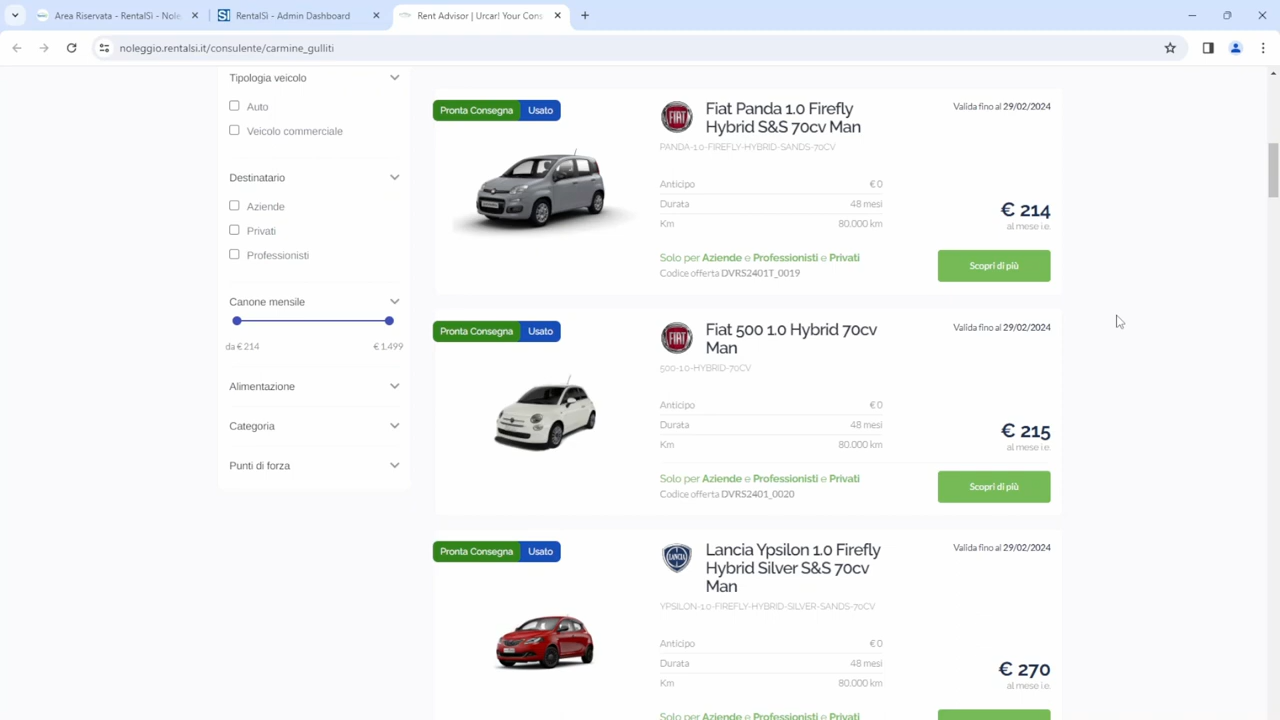 Area Riservata - RentalSì - Nole
SÌ RentalSì - Admin Dashboard
Rent Advisor | Urcar! Your Cons
noleggio.rentalsi.it/consulente/carmine_gulliti
Tipologia veicolo
Auto
Veicolo commerciale
Destinatario
Aziende
Privati
Professionisti
Canone mensile
da € 214 € 1.499
Alimentazione
Categoria
Punti di forza
Pronta Consegna Usato
FIAT
Fiat Panda 1.0 Firefly
Hybrid S&S 70cv Man
PANDA-1.0-FIREFLY-HYBRID-SANDS-70CV
Anticipo € 0
Durata 48 mesi
Km 80.000 km
Solo per Aziende e Professionisti e Privati
Codice offerta DVRS2401T_0019
Valida fino al 29/02/2024
€ 214
al mese i.e.
Scopri di più
Pronta Consegna Usato
FIAT
Fiat 500 1.0 Hybrid 70cv
Man
500-1.0-HYBRID-70CV
Anticipo € 0
Durata 48 mesi
Km 80.000 km
Solo per Aziende e Professionisti e Privati
Codice offerta DVRS2401_0020
Valida fino al 29/02/2024
€ 215
al mese i.e.
Scopri di più
Pronta Consegna Usato
LANCIA
Lancia Ypsilon 1.0 Firefly
Hybrid Silver S&S 70cv
Man
YPSILON-1.0-FIREFLY-HYBRID-SILVER-SANDS-70CV
Anticipo € 0
Durata 48 mesi
Km 80.000 km
Solo per Aziende e Professionisti e Privati
Valida fino al 29/02/2024
€ 270
al mese i.e.